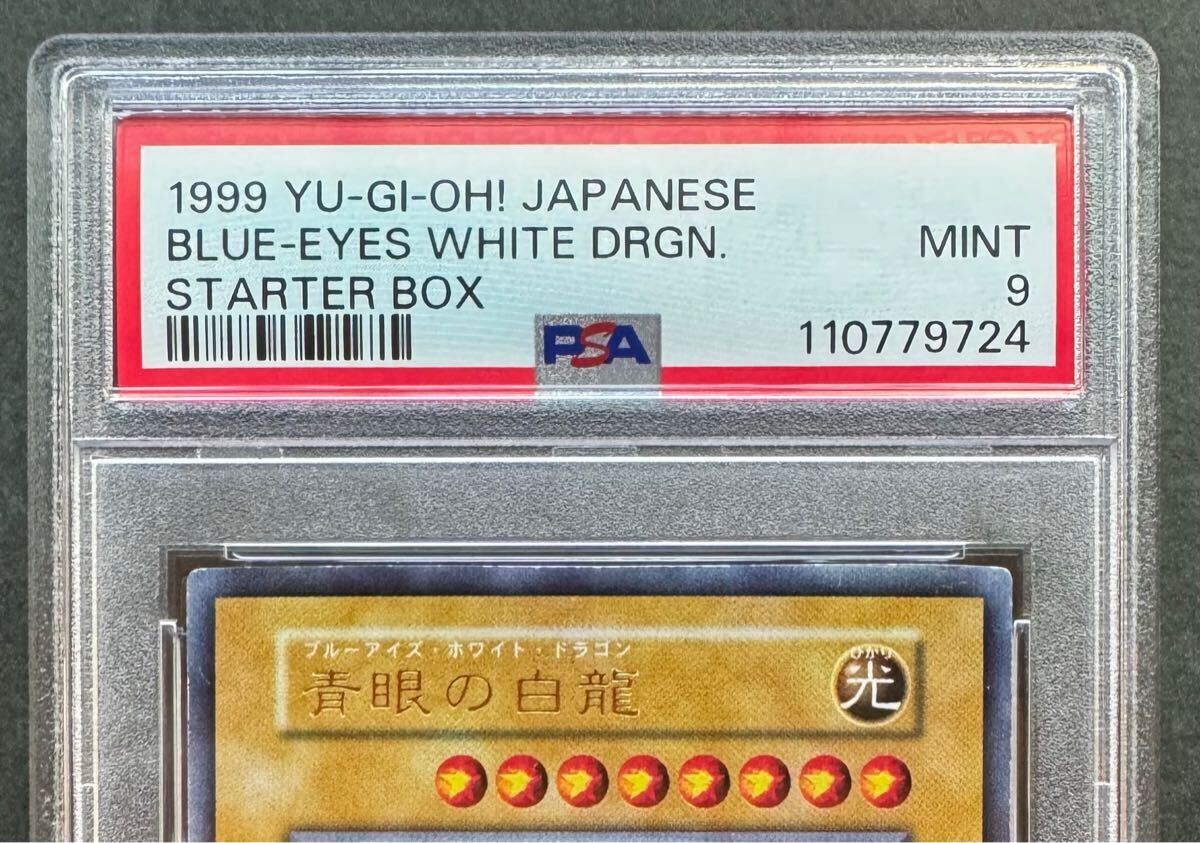 1999 YU-GI-OH! JAPANESE
BLUE-EYES WHITE DRGN. MINT
STARTER BOX 9
PSA 110779724
ブルーアイズ・ホワイト・ドラゴン
青眼の白龍
ひかり
光